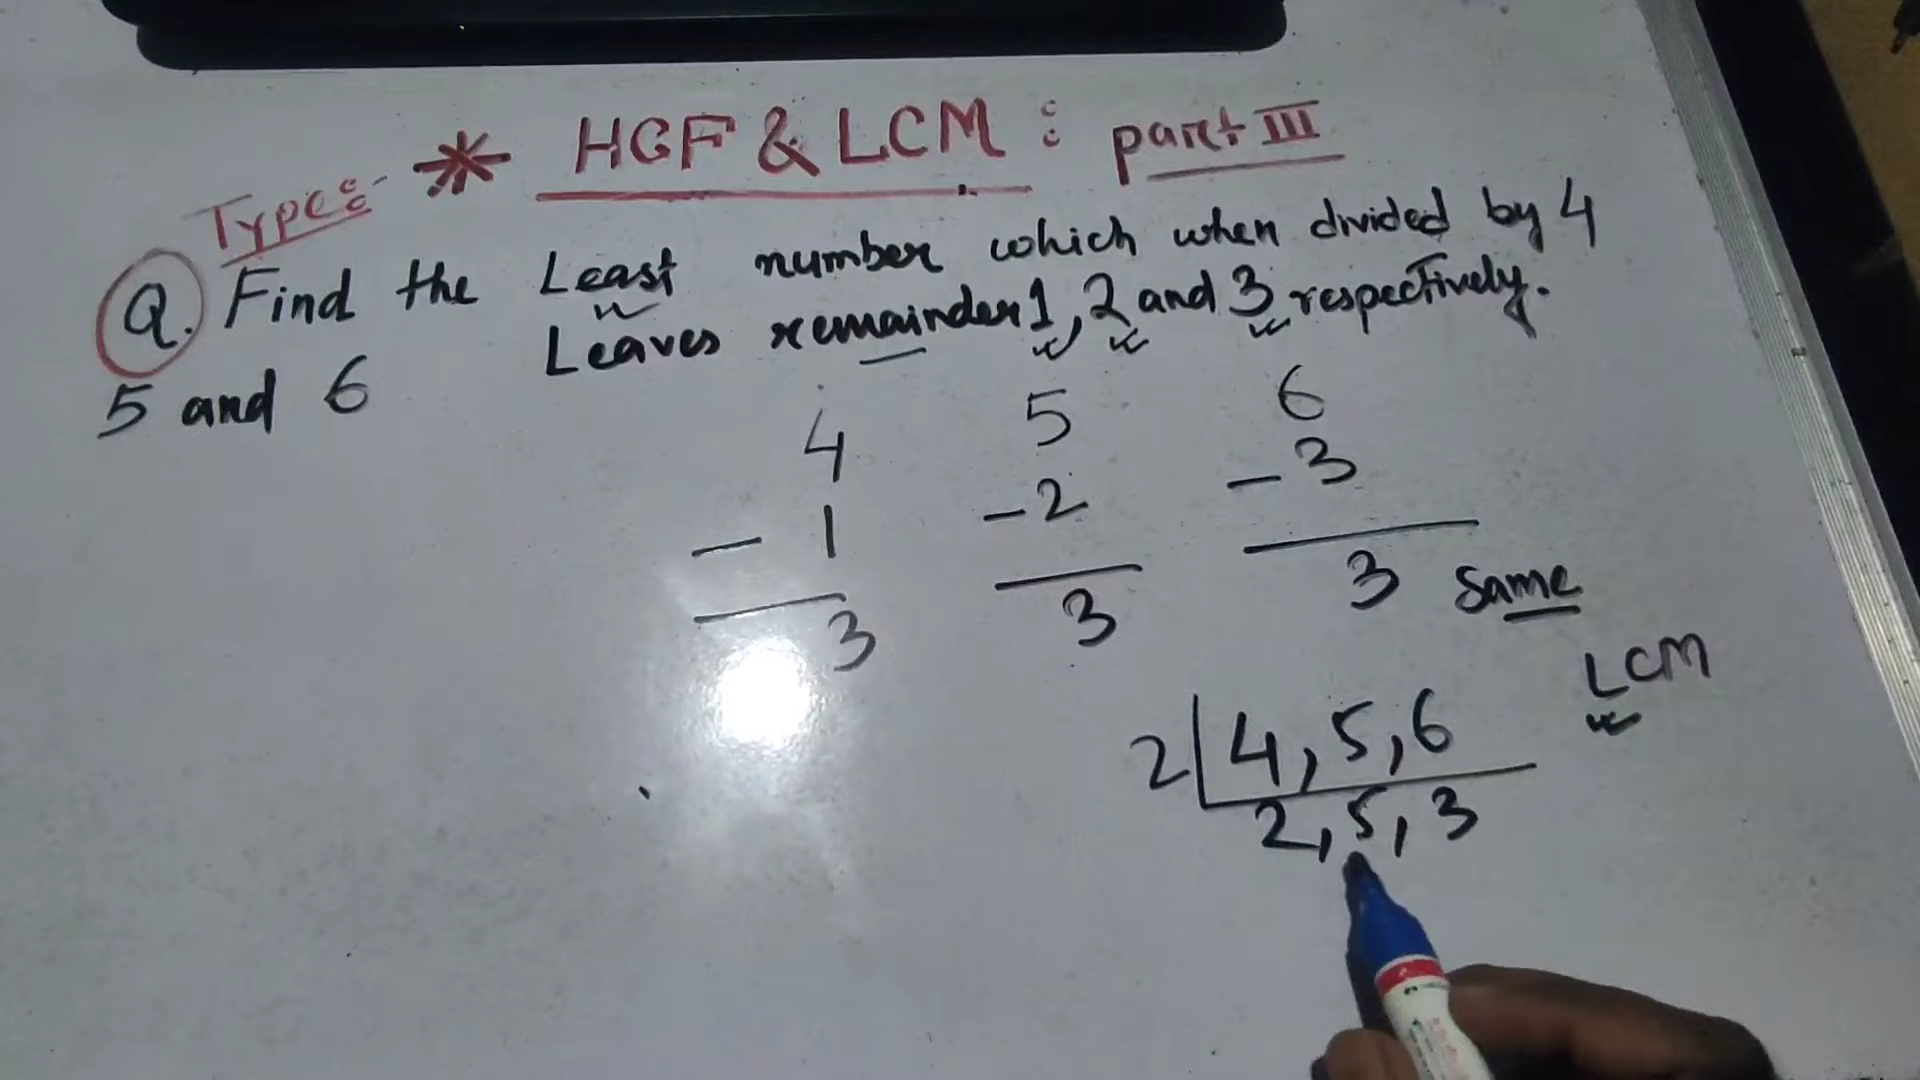 Type: * HCF & LCM : part III
Q. Find the Least number which when divided by 4
5 and 6 Leaves remainder 1, 2 and 3 respectively.
4 5 6
- 1 - 2 - 3
3 3 3 Same
LCM
2 | 4, 5, 6
2, 5, 3